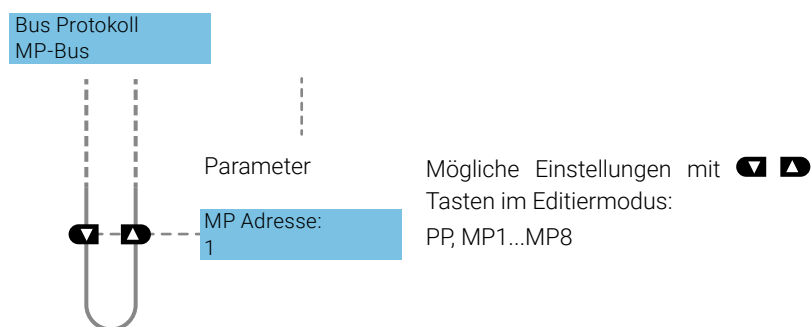 Bus Protokoll
MP-Bus
Parameter
MP Adresse:
1
Mögliche Einstellungen mit
Tasten im Editiermodus:
PP, MP1...MP8